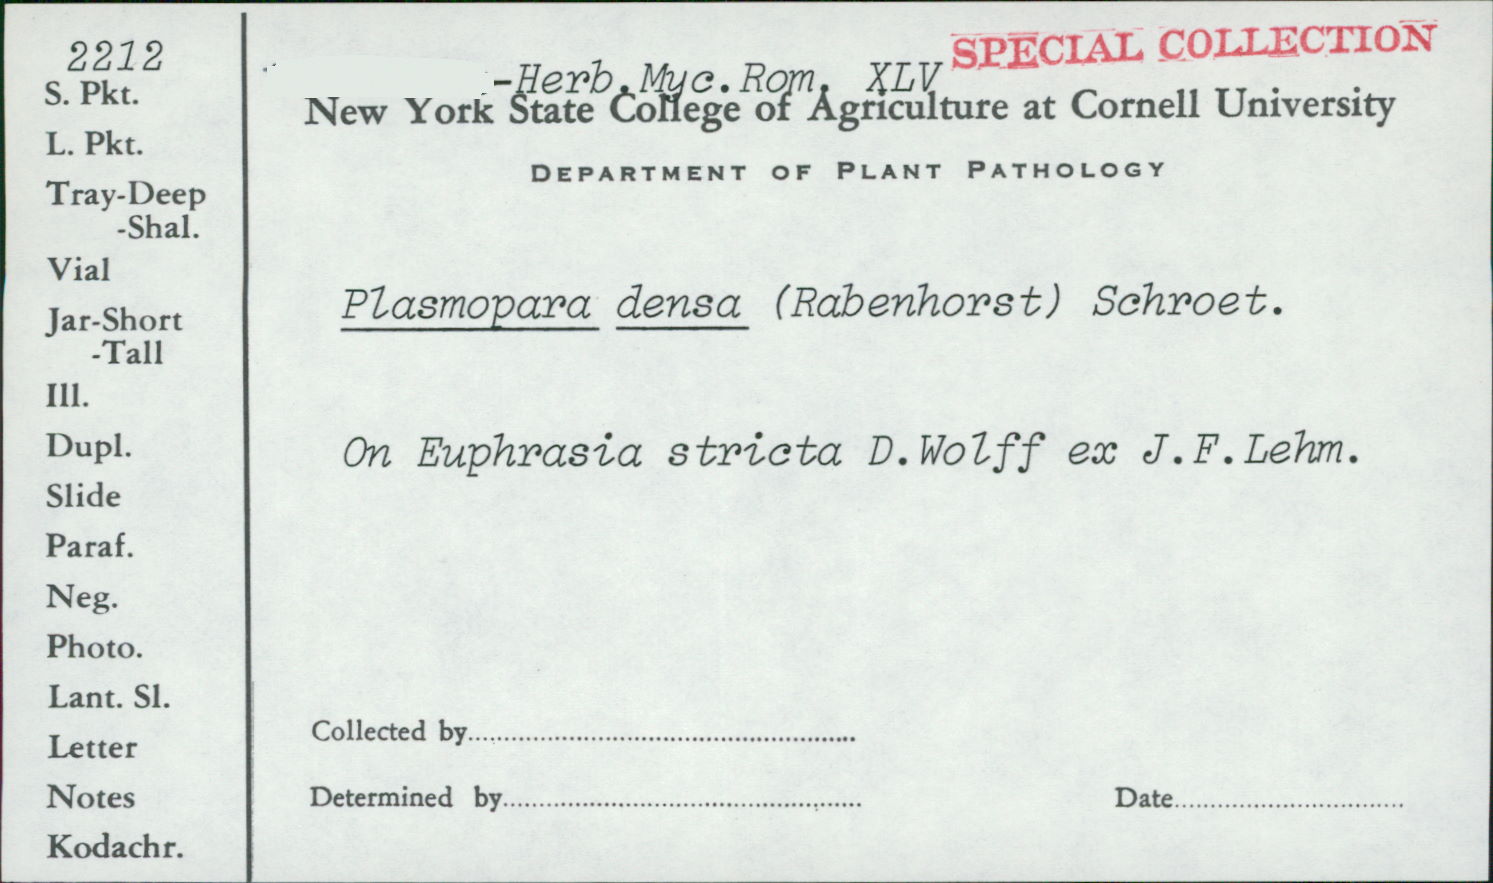 2212
S. Pkt.
L. Pkt.
Tray-Deep
-Shal.
Vial
Jar-Short
-Tall
Ill.
Dupl.
Slide
Paraf.
Neg.
Photo.
Lant. Sl.
Letter
Notes
Kodachr.
SPECIAL COLLECTION
-Herb.Myc.Rom. XLV
New York State College of Agriculture at Cornell University
DEPARTMENT OF PLANT PATHOLOGY
Plasmopara densa (Rabenhorst) Schroet.
On Euphrasia stricta D.Wolff ex J.F.Lehm.
Collected by
Determined by
Date